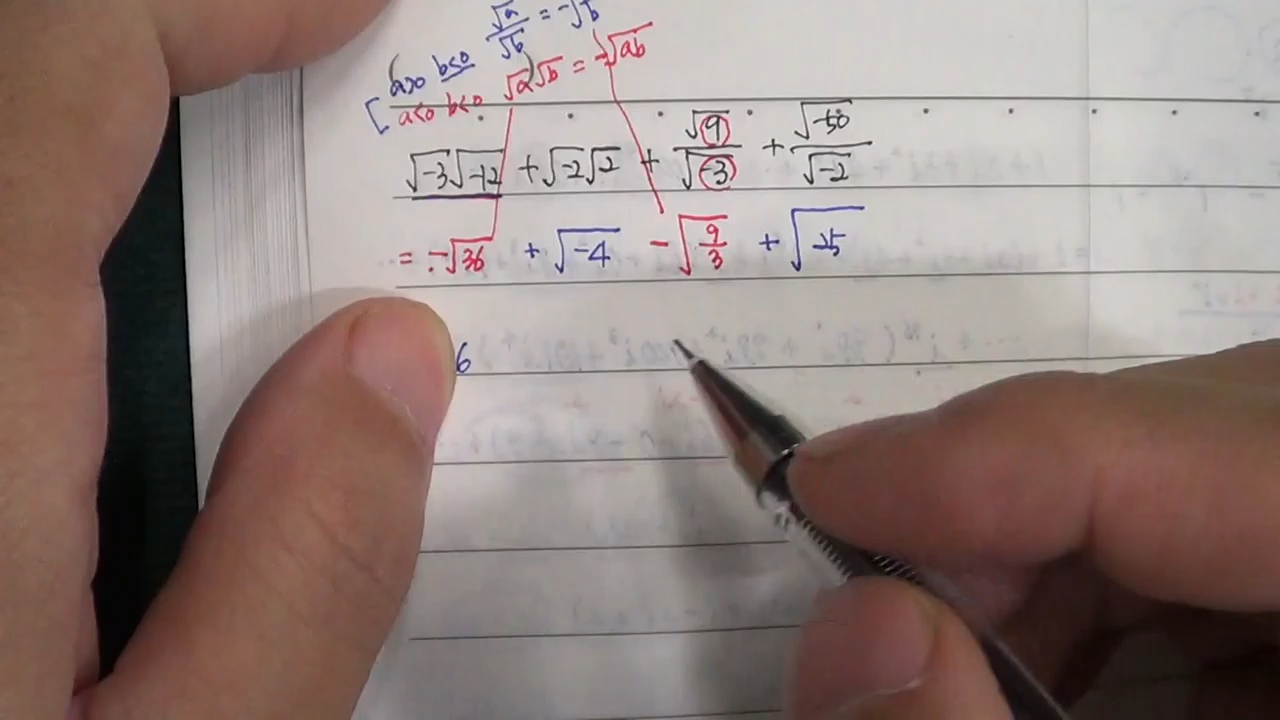 a>0 b<0 √a/√b = -√b
a<0 b<0 √a√b = -√ab
√-3√-12 + √-2√2 + √9/√-3 + √-50/√-2
= -√36 + √-4 - √9/3 + √25
6